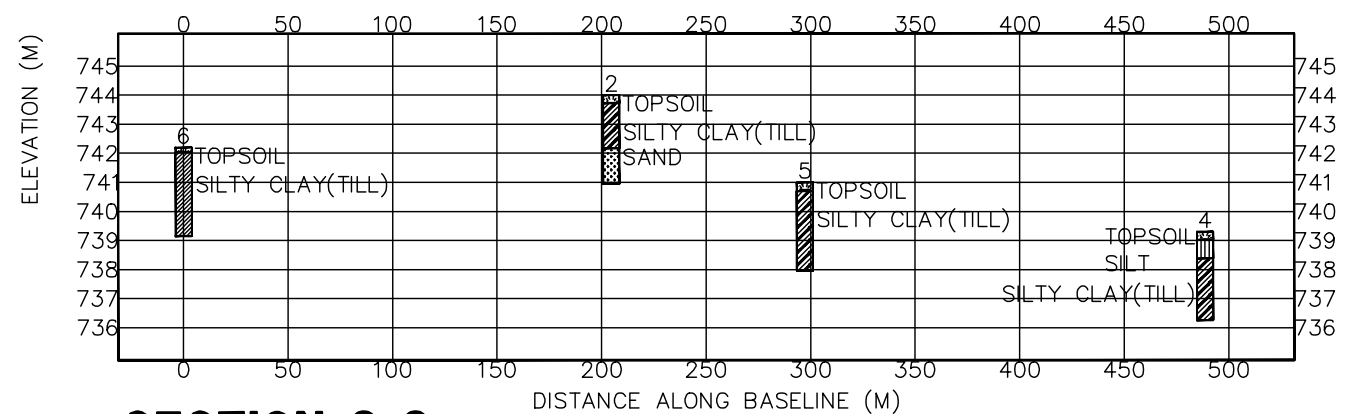 0 50 100 150 200 250 300 350 400 450 500
ELEVATION (M)
745 745
744 744
743 743
742 742
741 741
740 740
739 739
738 738
737 737
736 736
6
TOPSOIL
SILTY CLAY(TILL)
2
TOPSOIL
SILTY CLAY(TILL)
SAND
5
TOPSOIL
SILTY CLAY(TILL)
4
TOPSOIL
SILT
SILTY CLAY(TILL)
0 50 100 150 200 250 300 350 400 450 500
DISTANCE ALONG BASELINE (M)